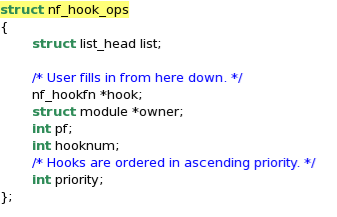 struct nf_hook_ops
{
        struct list_head list;

        /* User fills in from here down. */
        nf_hookfn *hook;
        struct module *owner;
        int pf;
        int hooknum;
        /* Hooks are ordered in ascending priority. */
        int priority;
};